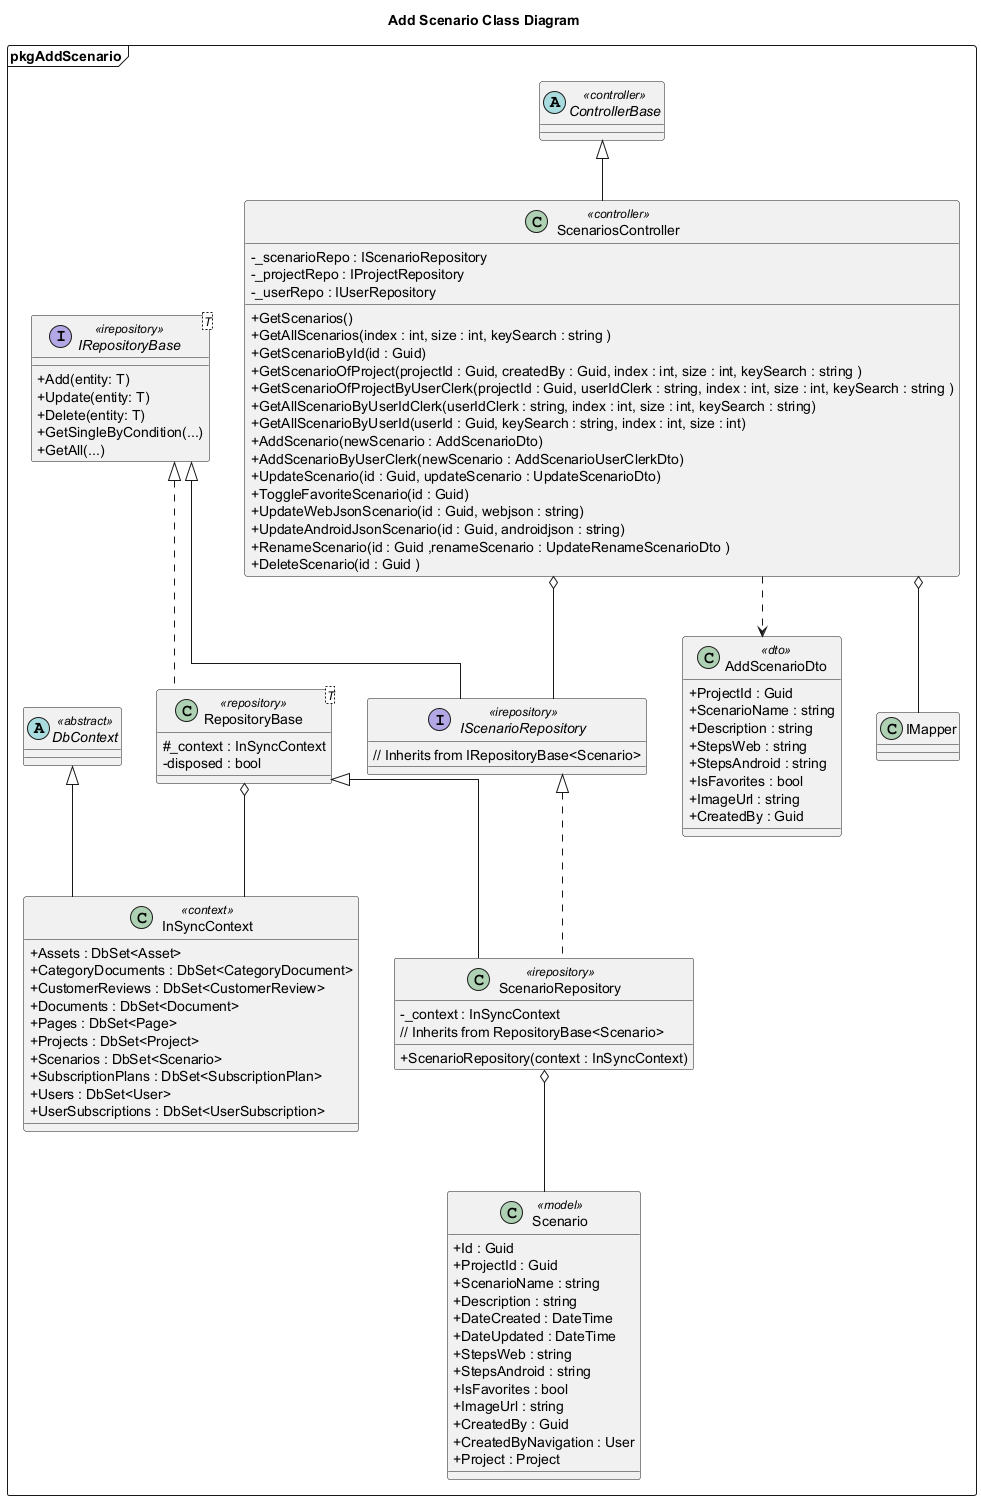 Add Scenario Class Diagram
pkgAddScenario
A
«controller»
ControllerBase
C
«controller»
ScenariosController
-_scenarioRepo : IScenarioRepository
-_projectRepo : IProjectRepository
-_userRepo : IUserRepository
+GetScenarios()
+GetAllScenarios(index : int, size : int, keySearch : string )
+GetScenarioById(id : Guid)
+GetScenarioOfProject(projectId : Guid, createdBy : Guid, index : int, size : int, keySearch : string )
+GetScenarioOfProjectByUserClerk(projectId : Guid, userIdClerk : string, index : int, size : int, keySearch : string )
+GetAllScenarioByUserIdClerk(userIdClerk : string, index : int, size : int, keySearch : string)
+GetAllScenarioByUserId(userId : Guid, keySearch : string, index : int, size : int)
+AddScenario(newScenario : AddScenarioDto)
+AddScenarioByUserClerk(newScenario : AddScenarioUserClerkDto)
+UpdateScenario(id : Guid, updateScenario : UpdateScenarioDto)
+ToggleFavoriteScenario(id : Guid)
+UpdateWebJsonScenario(id : Guid, webjson : string)
+UpdateAndroidJsonScenario(id : Guid, androidjson : string)
+RenameScenario(id : Guid ,renameScenario : UpdateRenameScenarioDto )
+DeleteScenario(id : Guid )
T
I
«irepository»
IRepositoryBase
+Add(entity: T)
+Update(entity: T)
+Delete(entity: T)
+GetSingleByCondition(...)
+GetAll(...)
A
«abstract»
DbContext
T
C
«repository»
RepositoryBase
#_context : InSyncContext
-disposed : bool
I
«irepository»
IScenarioRepository
// Inherits from IRepositoryBase<Scenario>
C
«dto»
AddScenarioDto
+ProjectId : Guid
+ScenarioName : string
+Description : string
+StepsWeb : string
+StepsAndroid : string
+IsFavorites : bool
+ImageUrl : string
+CreatedBy : Guid
C
IMapper
C
«context»
InSyncContext
+Assets : DbSet<Asset>
+CategoryDocuments : DbSet<CategoryDocument>
+CustomerReviews : DbSet<CustomerReview>
+Documents : DbSet<Document>
+Pages : DbSet<Page>
+Projects : DbSet<Project>
+Scenarios : DbSet<Scenario>
+SubscriptionPlans : DbSet<SubscriptionPlan>
+Users : DbSet<User>
+UserSubscriptions : DbSet<UserSubscription>
C
«irepository»
ScenarioRepository
-_context : InSyncContext
// Inherits from RepositoryBase<Scenario>
+ScenarioRepository(context : InSyncContext)
C
«model»
Scenario
+Id : Guid
+ProjectId : Guid
+ScenarioName : string
+Description : string
+DateCreated : DateTime
+DateUpdated : DateTime
+StepsWeb : string
+StepsAndroid : string
+IsFavorites : bool
+ImageUrl : string
+CreatedBy : Guid
+CreatedByNavigation : User
+Project : Project